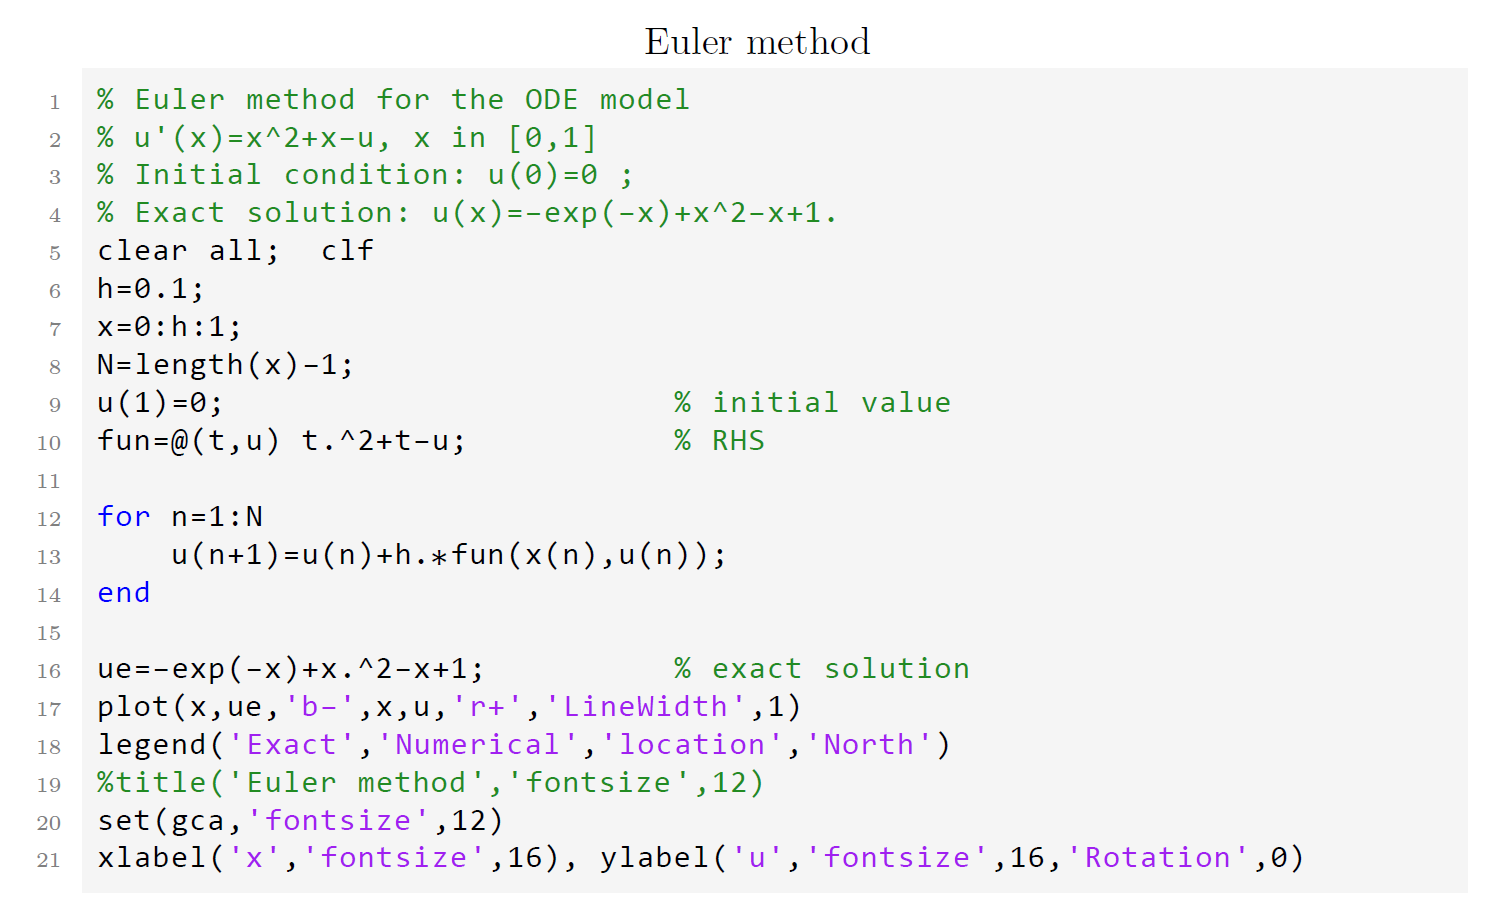 Euler method
1 % Euler method for the ODE model
2 % u'(x)=x^2+x-u, x in [0,1]
3 % Initial condition: u(0)=0 ;
4 % Exact solution: u(x)=-exp(-x)+x^2-x+1.
5 clear all;  clf
6 h=0.1;
7 x=0:h:1;
8 N=length(x)-1;
9 u(1)=0;                        % initial value
10 fun=@(t,u) t.^2+t-u;           % RHS
11
12 for n=1:N
13     u(n+1)=u(n)+h.*fun(x(n),u(n));
14 end
15
16 ue=-exp(-x)+x.^2-x+1;          % exact solution
17 plot(x,ue,'b-',x,u,'r+','LineWidth',1)
18 legend('Exact','Numerical','location','North')
19 %title('Euler method','fontsize',12)
20 set(gca,'fontsize',12)
21 xlabel('x','fontsize',16), ylabel('u','fontsize',16,'Rotation',0)